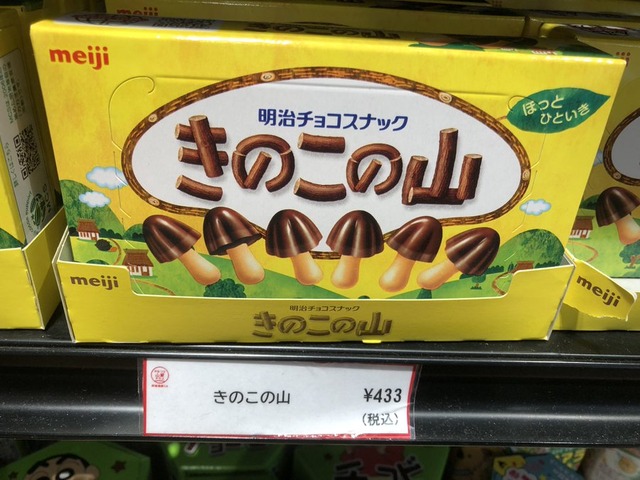 meiji
明治チョコスナック
きのこの山
ほっと
ひといき
meiji
明治チョコスナック
きのこの山
meiji
きのこの山
¥433
(税込)